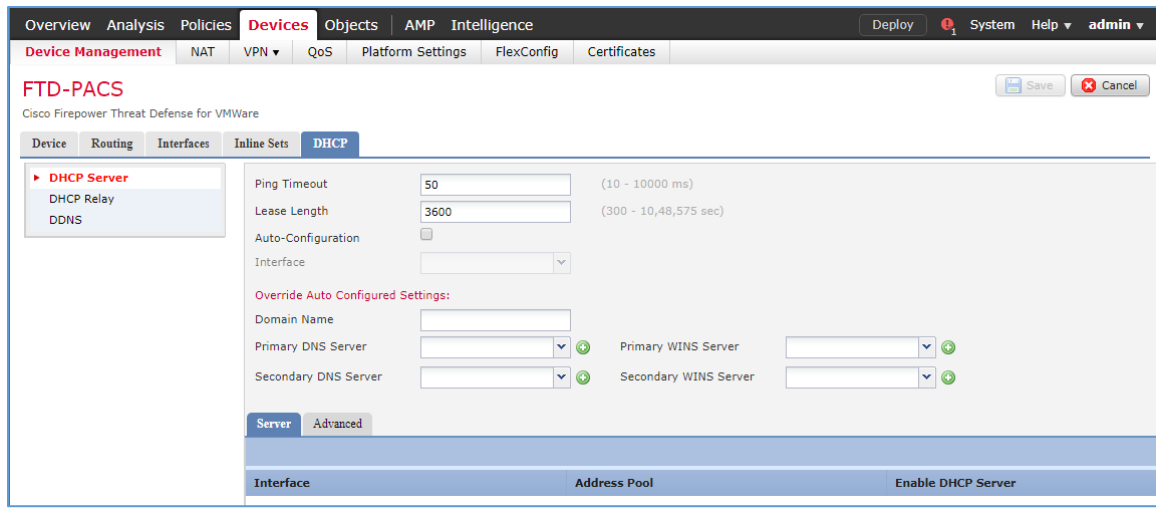 Overview Analysis Policies Devices Objects AMP Intelligence Deploy 1 System Help admin
Device Management NAT VPN QoS Platform Settings FlexConfig Certificates
FTD-PACS Save Cancel
Cisco Firepower Threat Defense for VMWare
Device Routing Interfaces Inline Sets DHCP
DHCP Server
DHCP Relay
DDNS
Ping Timeout 50 (10 - 10000 ms)
Lease Length 3600 (300 - 10,48,575 sec)
Auto-Configuration
Interface
Override Auto Configured Settings:
Domain Name
Primary DNS Server Primary WINS Server
Secondary DNS Server Secondary WINS Server
Server Advanced
Interface Address Pool Enable DHCP Server